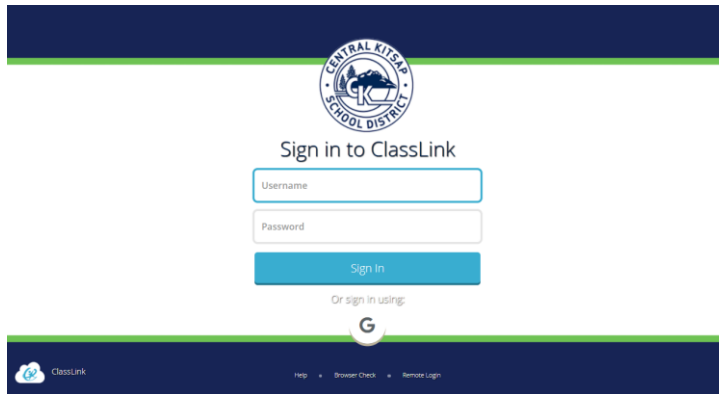 CENTRAL KITSAP
CK
SCHOOL DISTRICT
Sign in to ClassLink
Username
Password
Sign In
Or sign in using:
G
ClassLink
Help
Browser Check
Remote Login